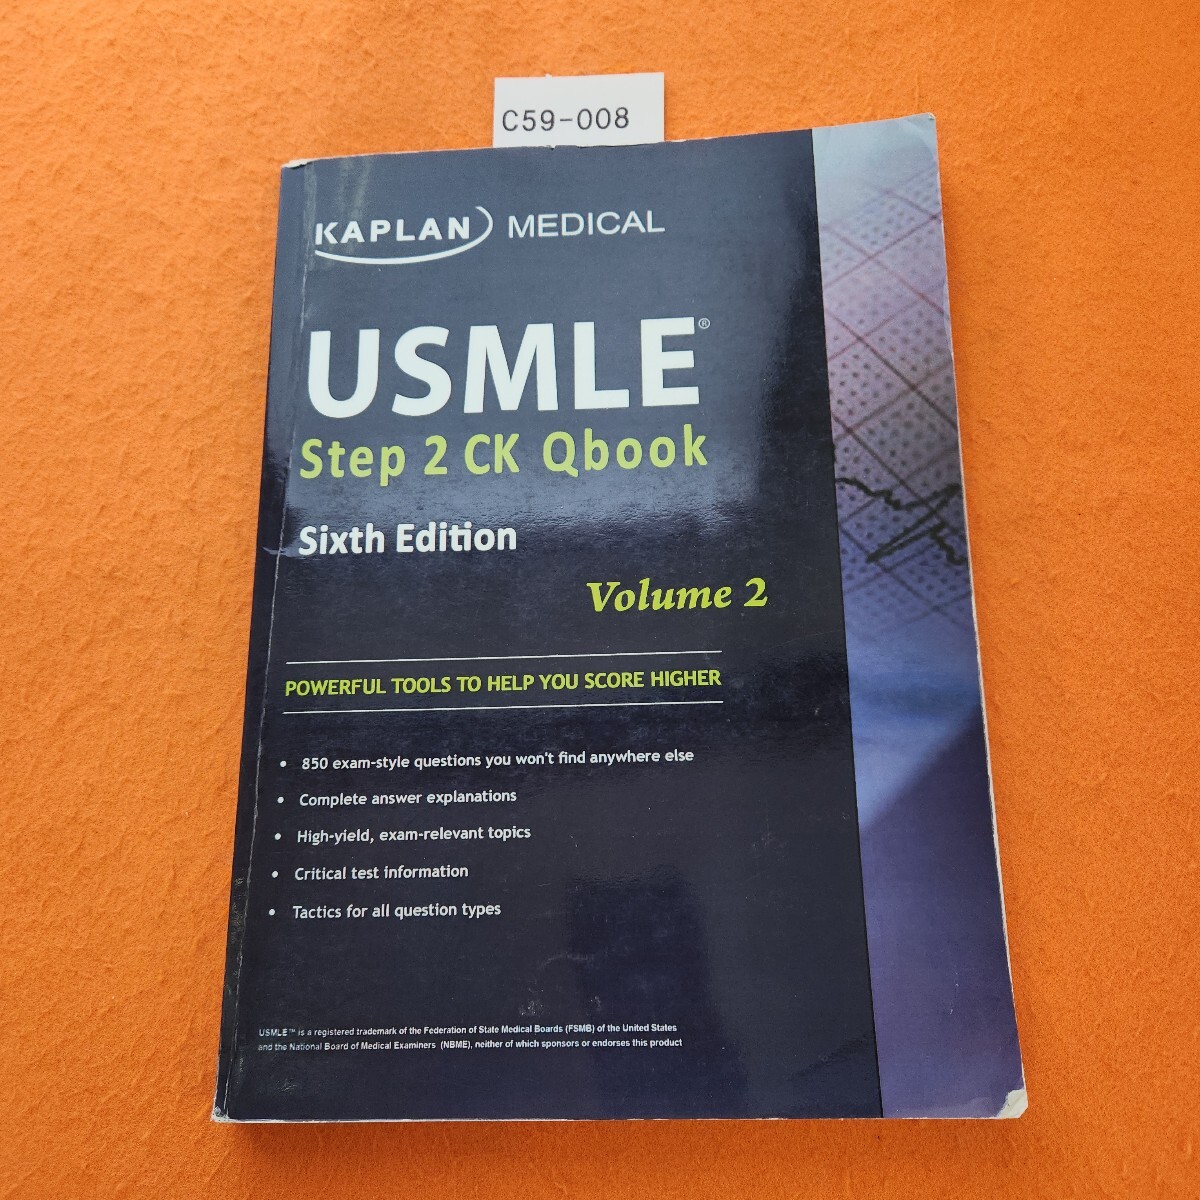 C59-008
KAPLAN MEDICAL
USMLE®
Step 2 CK Qbook
Sixth Edition
Volume 2
POWERFUL TOOLS TO HELP YOU SCORE HIGHER
• 850 exam-style questions you won't find anywhere else
• Complete answer explanations
• High-yield, exam-relevant topics
• Critical test information
• Tactics for all question types
USMLE™ is a registered trademark of the Federation of State Medical Boards (FSMB) of the United States
and the National Board of Medical Examiners (NBME), neither of which sponsors or endorses this product